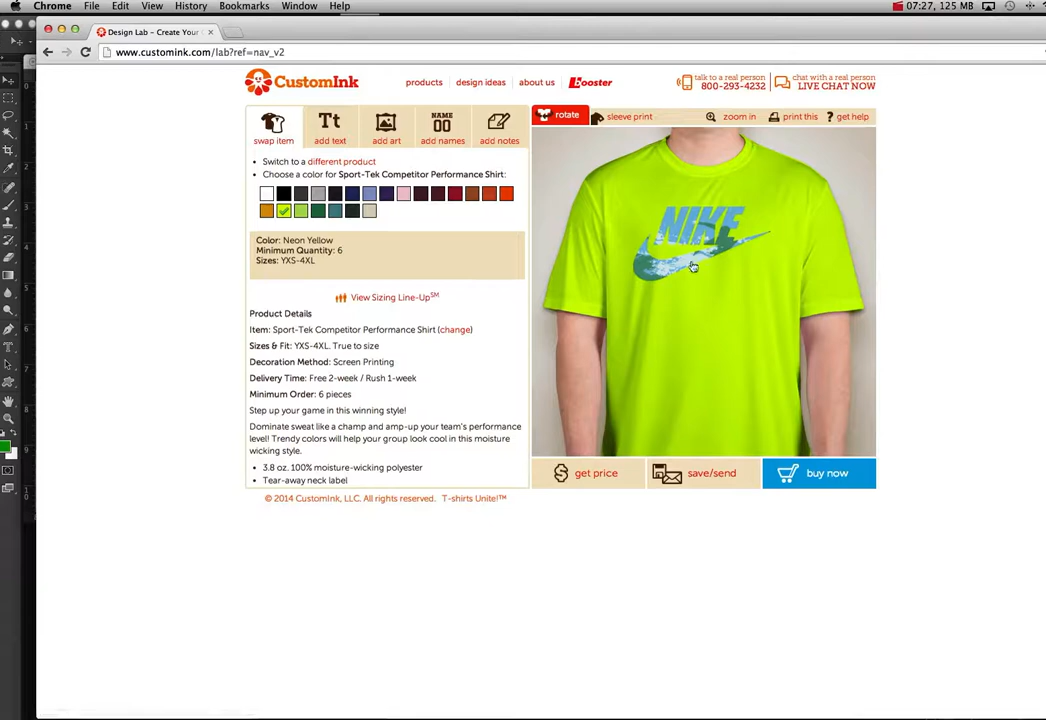 Chrome File Edit View History Bookmarks Window Help 07:27, 125 MB
Design Lab – Create Your
www.customink.com/lab?ref=nav_v2
CustomInk products design ideas about us booster
talk to a real person
800-293-4232
chat with a real person
LIVE CHAT NOW
swap item
Tt
add text
add art
NAME
00
add names
add notes
rotate sleeve print zoom in print this get help
Switch to a different product
Choose a color for Sport-Tek Competitor Performance Shirt:
Color: Neon Yellow
Minimum Quantity: 6
Sizes: YXS-4XL
View Sizing Line-Up℠
Product Details
Item: Sport-Tek Competitor Performance Shirt (change)
Sizes & Fit: YXS-4XL. True to size
Decoration Method: Screen Printing
Delivery Time: Free 2-week / Rush 1-week
Minimum Order: 6 pieces
Step up your game in this winning style!
Dominate sweat like a champ and amp-up your team's performance
level! Trendy colors will help your group look cool in this moisture
wicking style.
3.8 oz. 100% moisture-wicking polyester
Tear-away neck label
NIKE
get price save/send buy now
© 2014 CustomInk, LLC. All rights reserved. T-shirts Unite!™